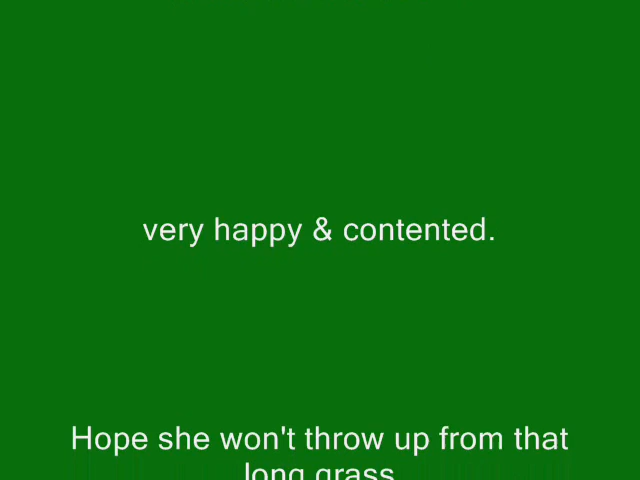 very happy & contented.
Hope she won't throw up from that
long grass